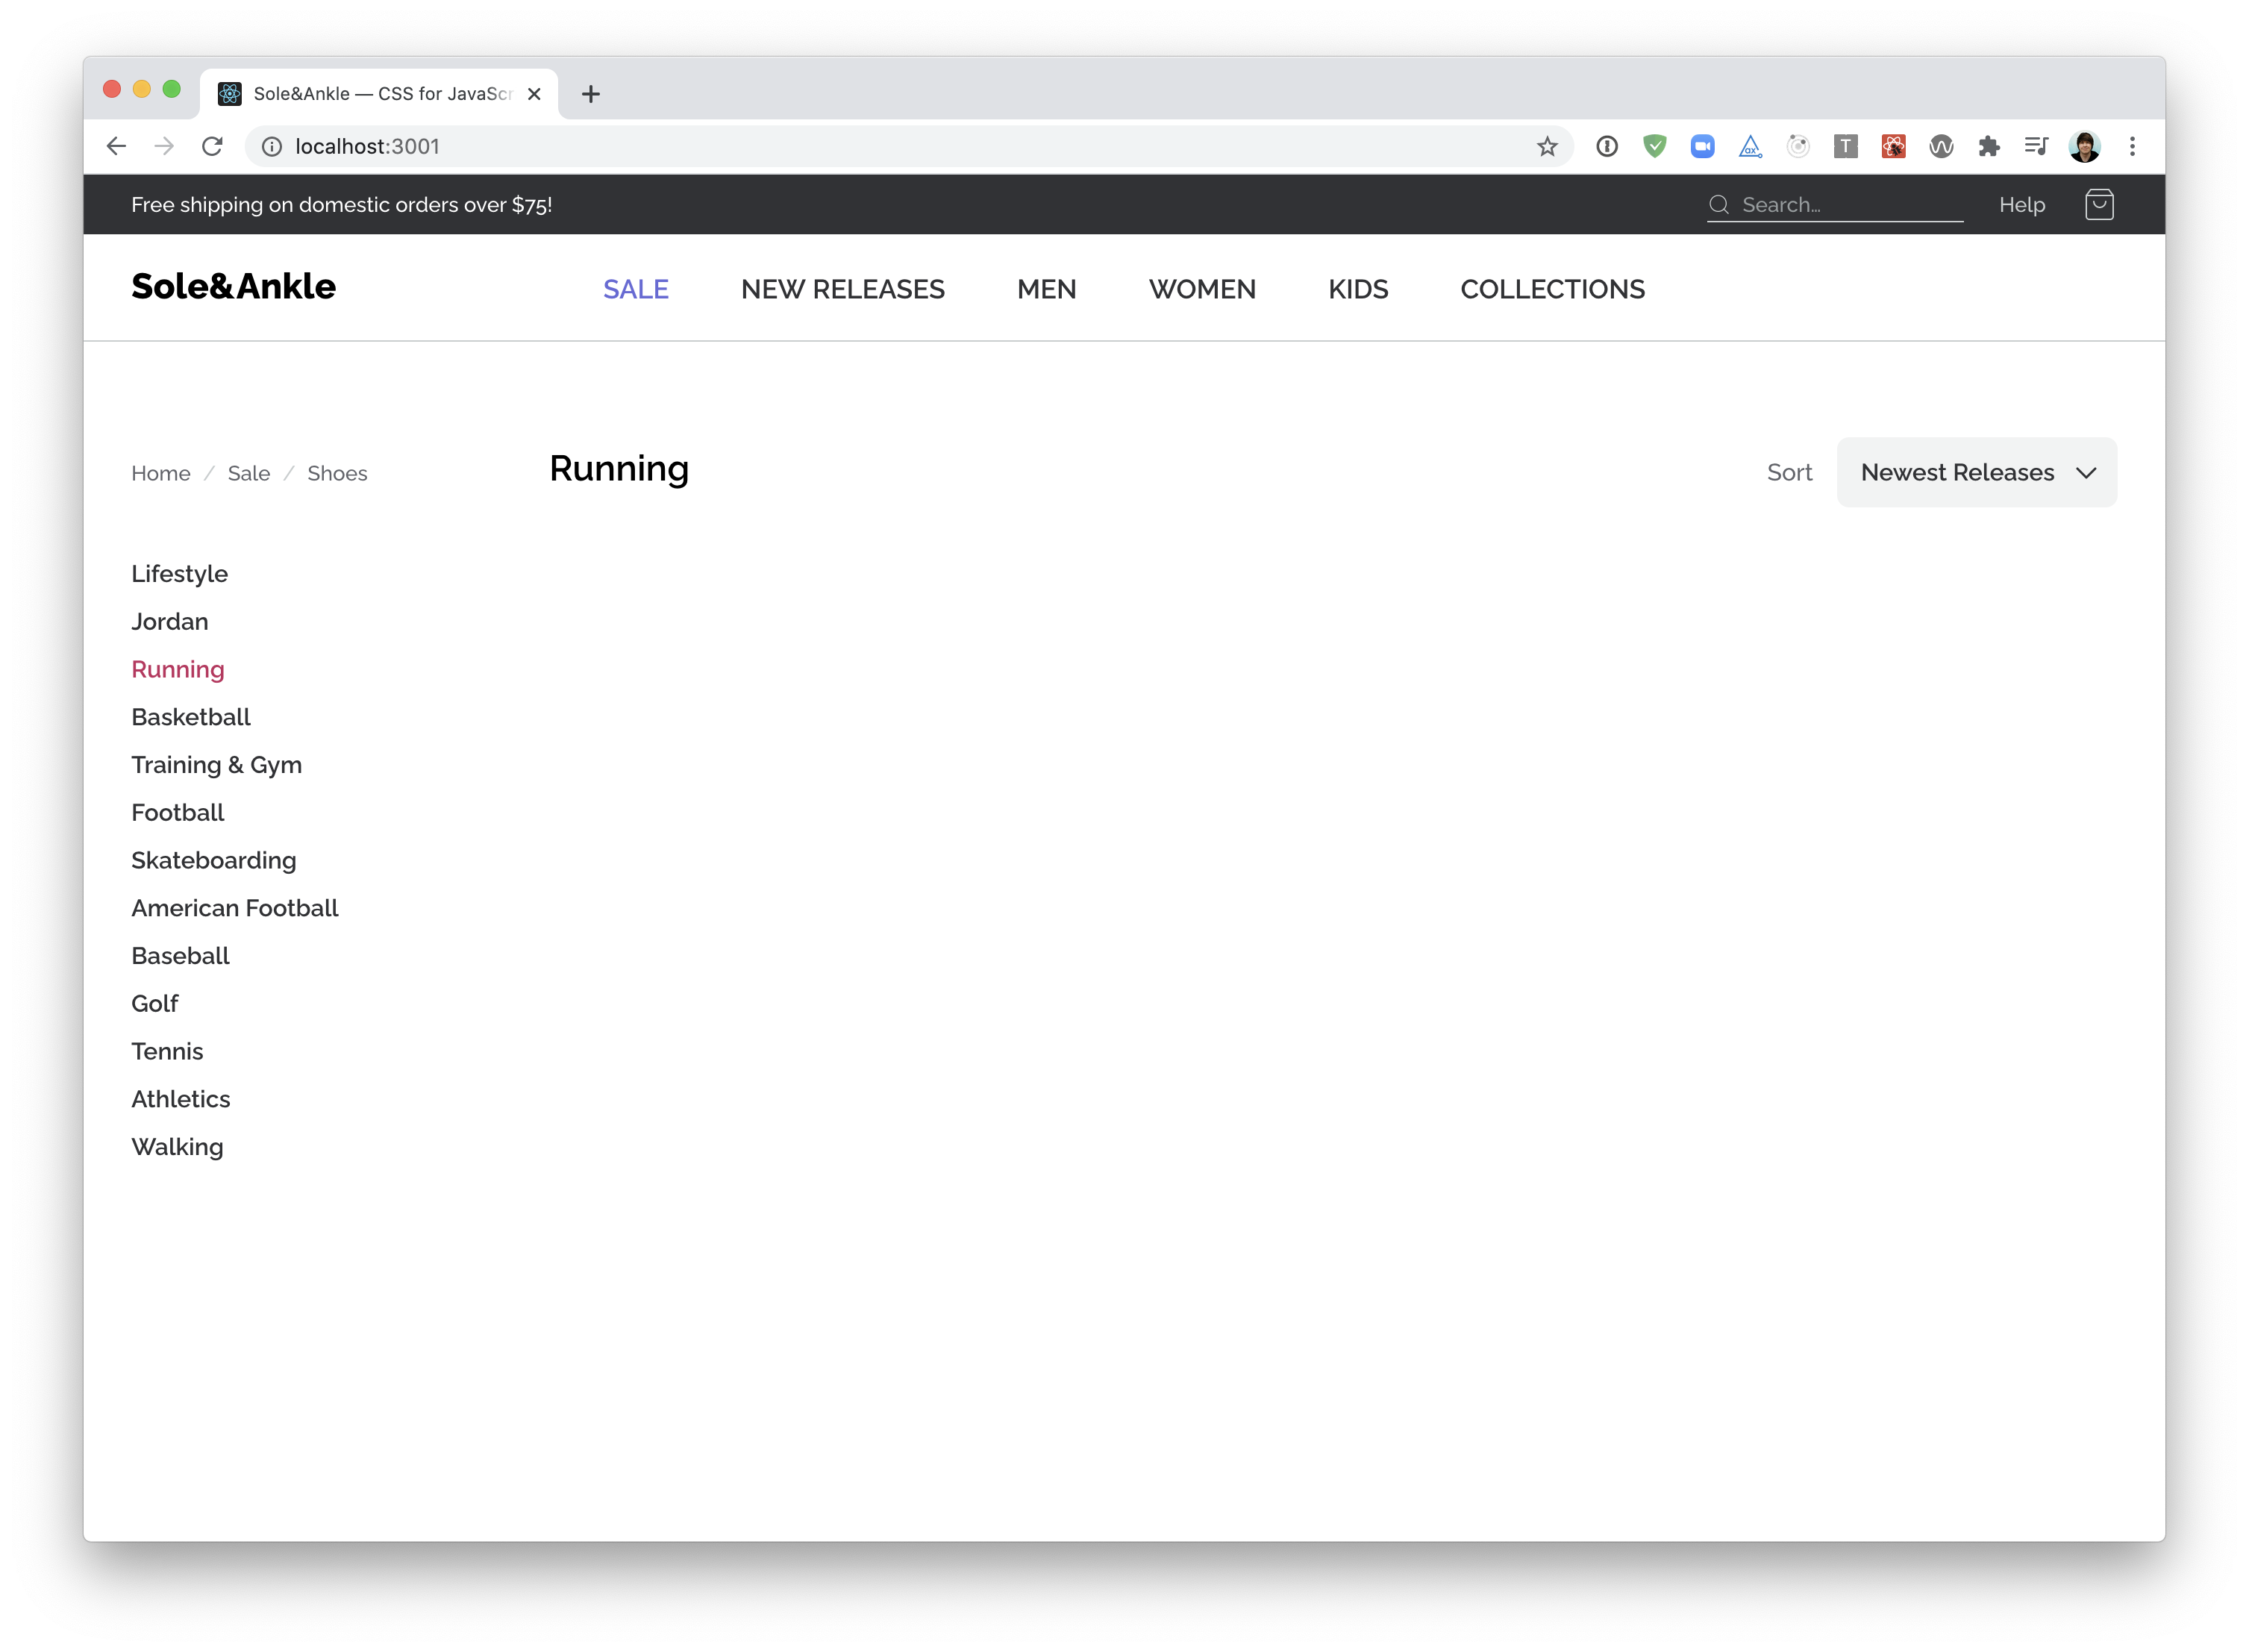 Sole&Ankle — CSS for JavaScr
localhost:3001
Free shipping on domestic orders over $75!
Search…
Help
Sole&Ankle
SALE
NEW RELEASES
MEN
WOMEN
KIDS
COLLECTIONS
Home / Sale / Shoes
Running
Sort
Newest Releases
Lifestyle
Jordan
Running
Basketball
Training & Gym
Football
Skateboarding
American Football
Baseball
Golf
Tennis
Athletics
Walking